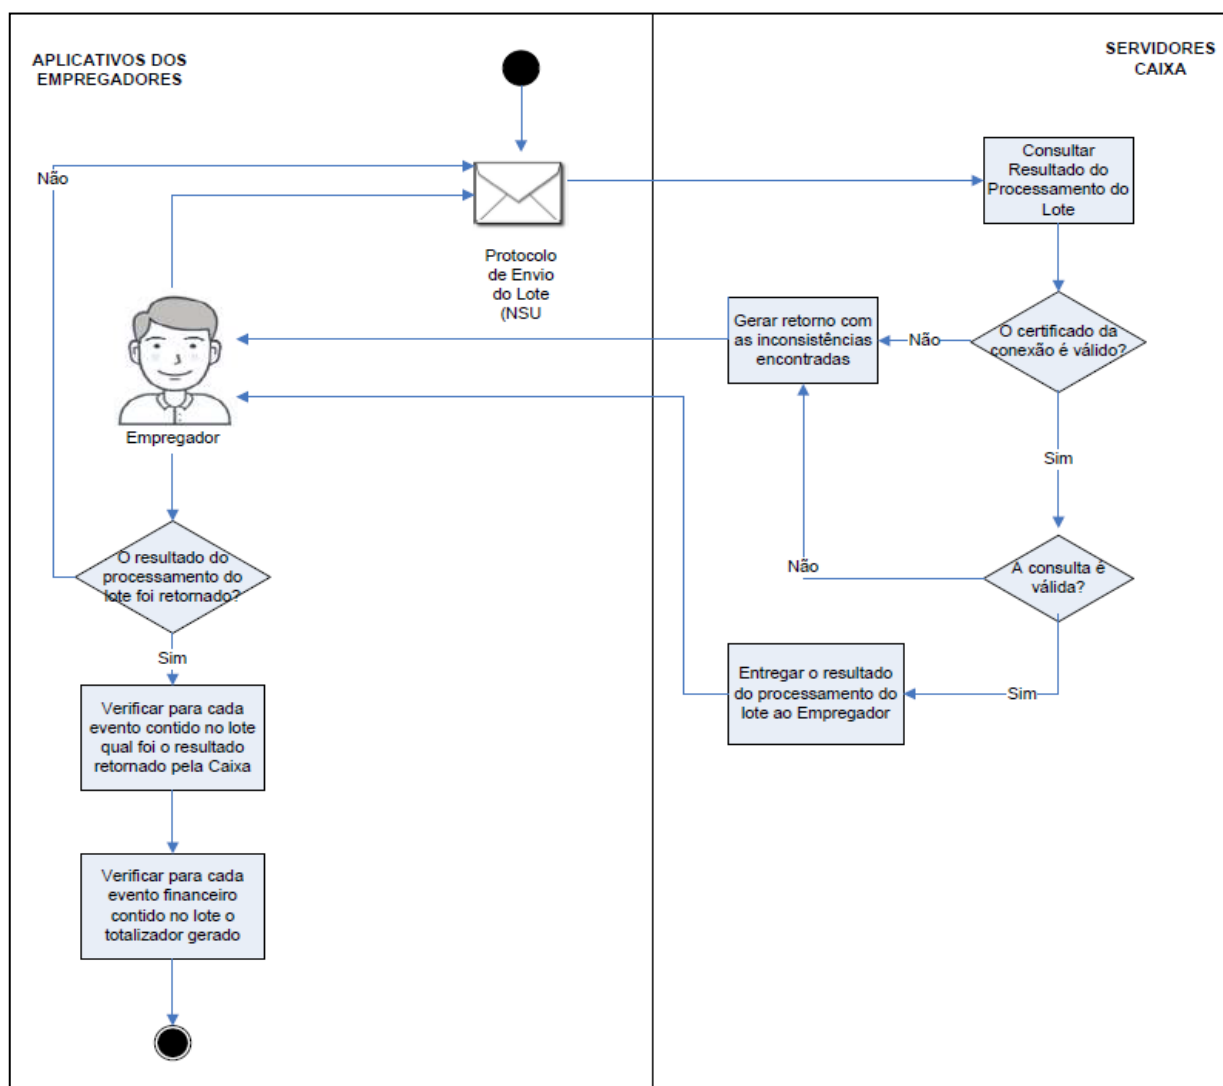 APLICATIVOS DOS
EMPREGADORES
SERVIDORES
CAIXA
Não
Protocolo
de Envio
do Lote
(NSU
Consultar
Resultado do
Processamento do
Lote
O certificado da
conexão é válido?
Não
Gerar retorno com
as inconsistências
encontradas
Empregador
Sim
A consulta é
válida?
Não
Sim
Entregar o resultado
do processamento do
lote ao Empregador
O resultado do
processamento do
lote foi retornado?
Sim
Verificar para cada
evento contido no lote
qual foi o resultado
retornado pela Caixa
Verificar para cada
evento financeiro
contido no lote o
totalizador gerado